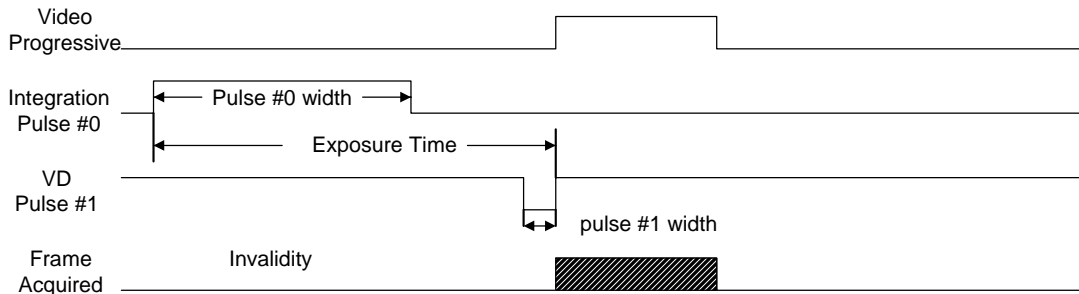 Video
Progressive
Integration
Pulse #0
Pulse #0 width
Exposure Time
VD
Pulse #1
pulse #1 width
Frame
Acquired
Invalidity